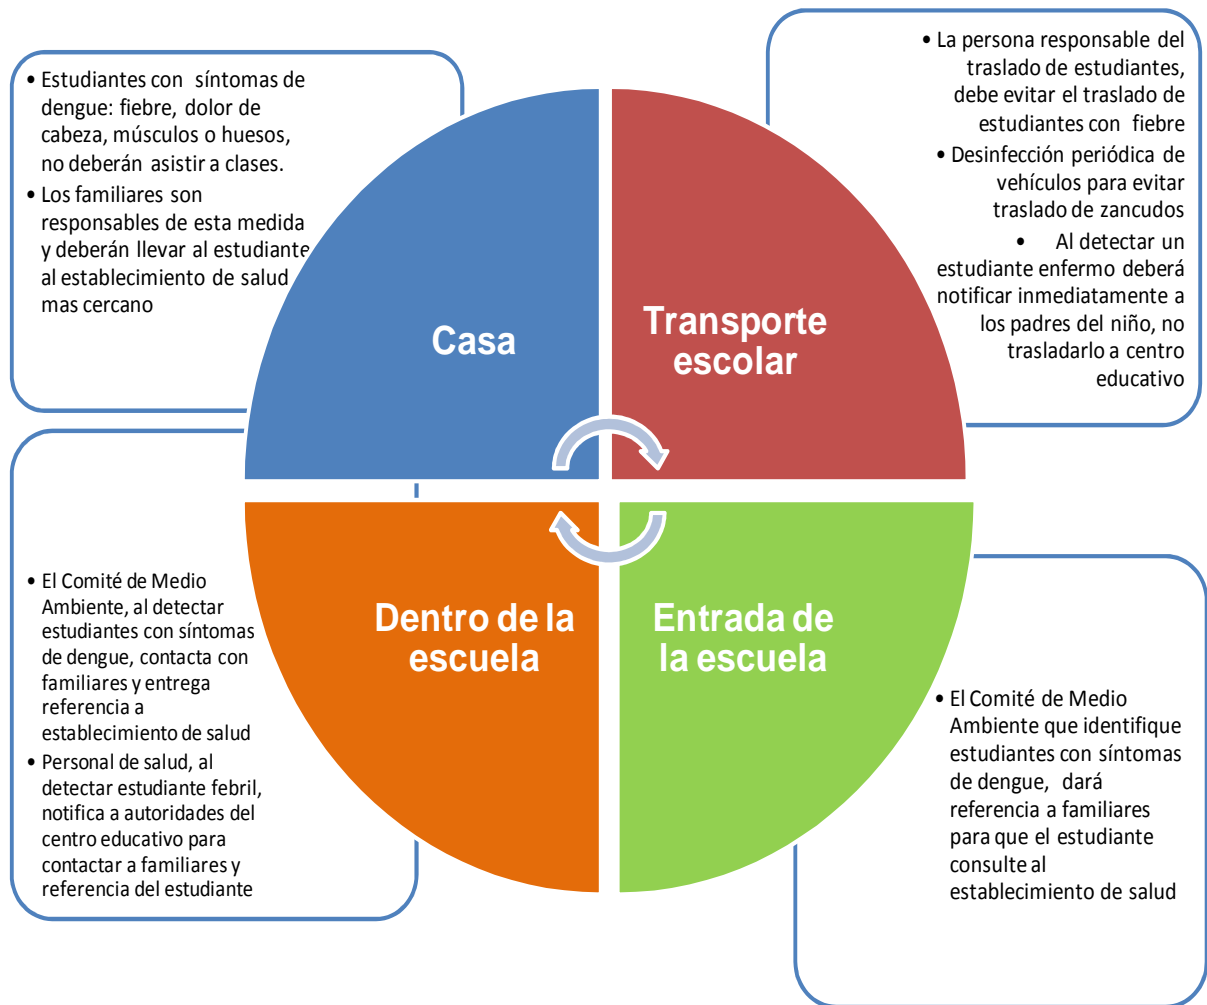 • Estudiantes con síntomas de
dengue: fiebre, dolor de
cabeza, músculos o huesos,
no deberán asistir a clases.
• Los familiares son
responsables de esta medida
y deberán llevar al estudiante
al establecimiento de salud
mas cercano
Casa
• La persona responsable del
traslado de estudiantes,
debe evitar el traslado de
estudiantes con fiebre
• Desinfección periódica de
vehículos para evitar
traslado de zancudos
• Al detectar un
estudiante enfermo deberá
notificar inmediatamente a
los padres del niño, no
trasladarlo a centro
educativo
Transporte
escolar
• El Comité de Medio
Ambiente, al detectar
estudiantes con síntomas
de dengue, contacta con
familiares y entrega
referencia a
establecimiento de salud
• Personal de salud, al
detectar estudiante febril,
notifica a autoridades del
centro educativo para
contactar a familiares y
referencia del estudiante
Dentro de la
escuela
Entrada de
la escuela
• El Comité de Medio
Ambiente que identifique
estudiantes con síntomas
de dengue, dará
referencia a familiares
para que el estudiante
consulte al
establecimiento de salud